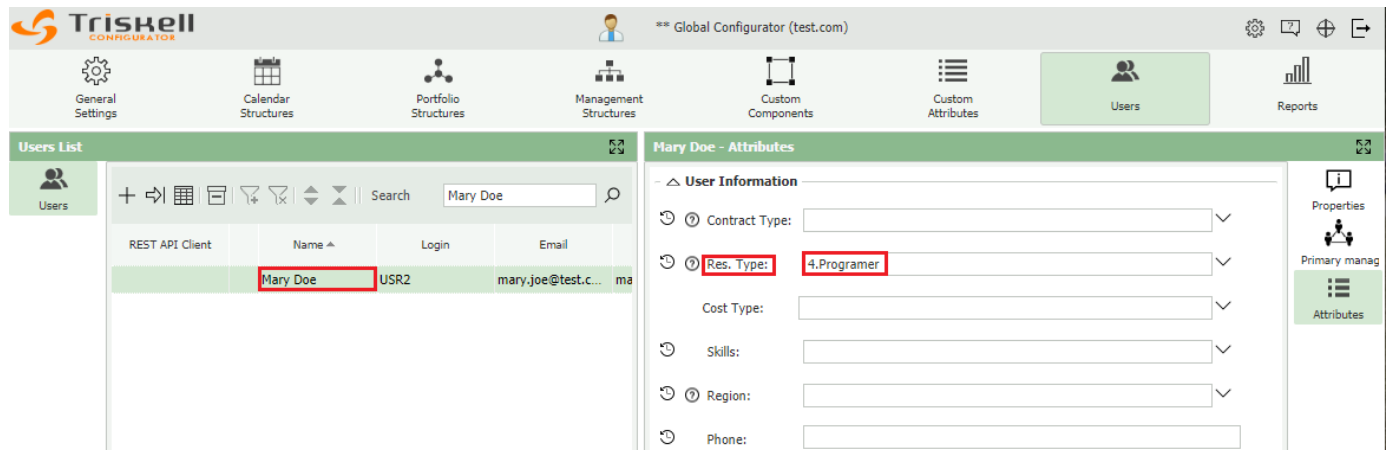 Triskell
CONFIGURATOR
** Global Configurator (test.com)
General
Settings
Calendar
Structures
Portfolio
Structures
Management
Structures
Custom
Components
Custom
Attributes
Users
Reports
Users List
Users
Search
Mary Doe
REST API Client
Name
Login
Email
Mary Doe
USR2
mary.joe@test.c...
ma
Mary Doe - Attributes
User Information
Contract Type:
Res. Type:
4.Programer
Cost Type:
Skills:
Region:
Phone:
Properties
Primary manag
Attributes